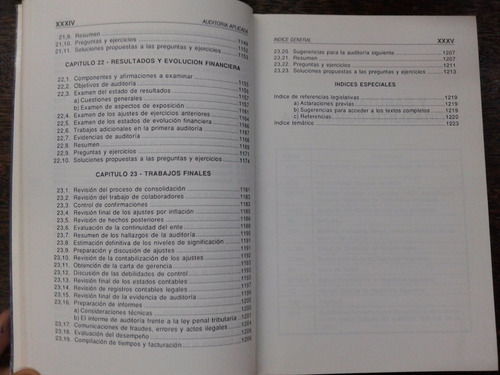 XXXIV AUDITORIA APLICADA
21.9. Resumen
21.10. Preguntas y ejercicios 1149
21.11. Soluciones propuestas a las preguntas y ejercicios 1153
CAPITULO 22 - RESULTADOS Y EVOLUCION FINANCIERA
22.1. Componentes y afirmaciones a examinar
22.2. Objetivos de auditoría
22.3. Examen del estado de resultados
a) Cuestiones generales
b) Examen de aspectos de exposición
22.4. Examen de los ajustes de ejercicios anteriores
22.5. Examen de los estados de evolución financiera
22.6. Trabajos adicionales en la primera auditoría
22.7. Evidencias de auditoría
22.8. Resumen
22.9. Preguntas y ejercicios 1171
22.10. Soluciones propuestas a las preguntas y ejercicios 1174
CAPITULO 23 - TRABAJOS FINALES
23.1. Revisión del proceso de consolidación 1181
23.2. Revisión del trabajo de colaboradores 1182
23.3. Control de confirmaciones 1183
23.4. Revisión final de los ajustes por inflación
23.5. Revisión de hechos posteriores
23.6. Evaluación de la continuidad del ente
23.7. Resumen de los hallazgos de la auditoría
23.8. Estimación definitiva de los niveles de significación
23.9. Preparación y discusión de ajustes
23.10. Revisión de la contabilización de los ajustes
23.11. Obtención de la carta de gerencia
23.12. Discusión de las debilidades de control
23.13. Revisión final de los estados contables
23.14. Revisión de registros contables legales
23.15. Revisión final de la evidencia de auditoría
23.16. Preparación de informes
a) Consideraciones técnicas
b) El informe de auditoría frente a la ley penal tributaria
23.17. Comunicaciones de fraudes, errores y actos ilegales
23.18. Evaluación del desempeño
23.19. Compilación de tiempos y facturación
INDICE GENERAL XXXV
23.20. Sugerencias para la auditoría siguiente 1207
23.21. Resumen 1207
23.22. Preguntas y ejercicios 1211
23.23. Soluciones propuestas a las preguntas y ejercicios 1213
INDICES ESPECIALES
Indice de referencias legislativas 1219
a) Aclaraciones previas 1219
b) Sugerencias para acceder a los textos completos 1219
c) Referencias 1220
Indice temático 1223